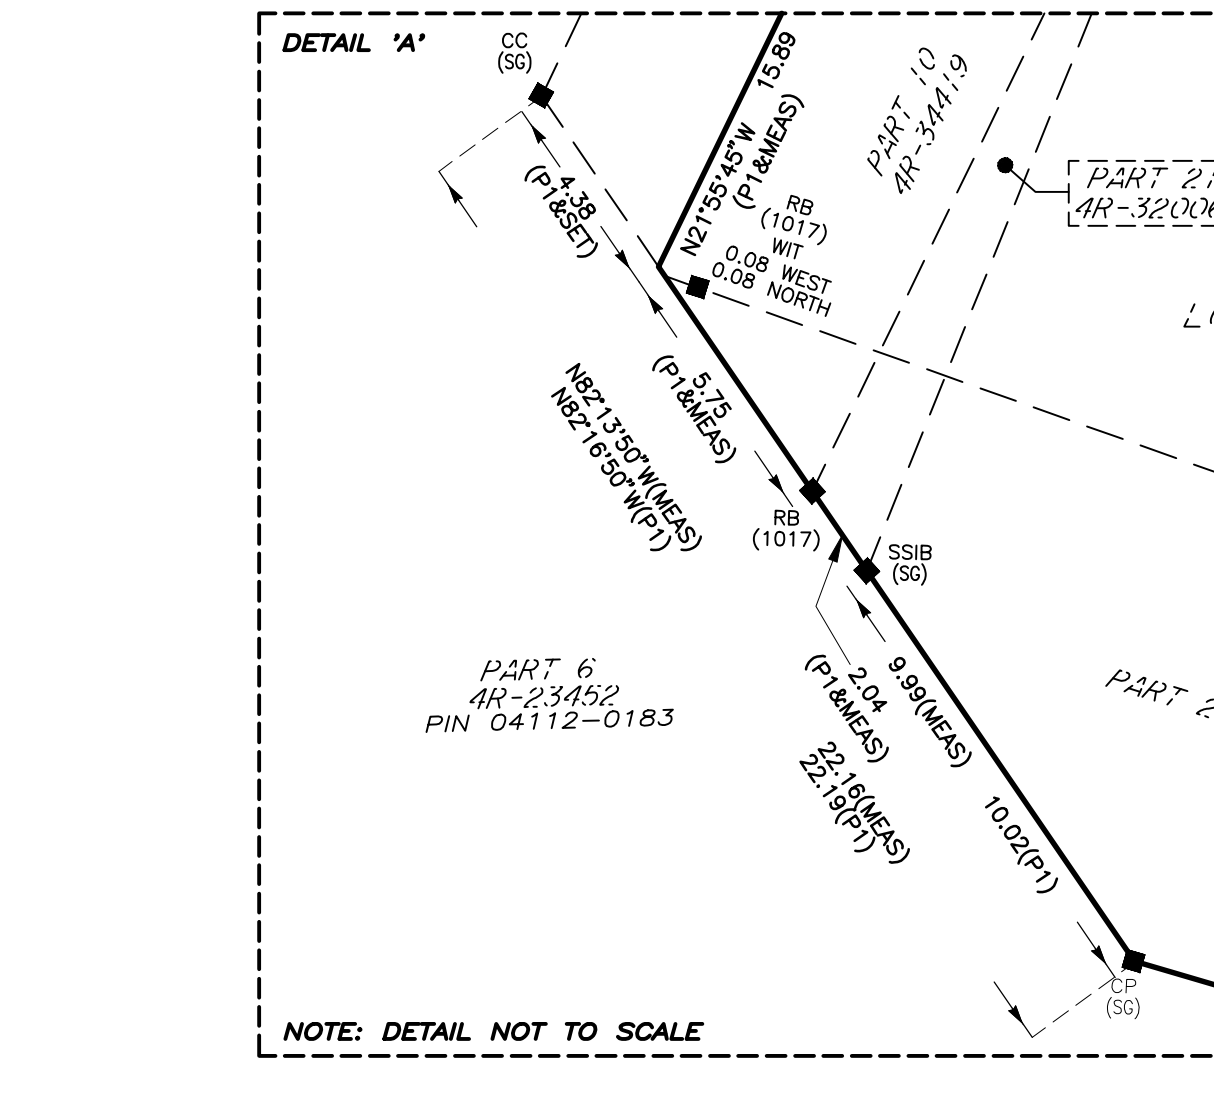 DETAIL 'A'
CC
(SG)
15.89
N21°55'45"W
(P1&MEAS)
PART 10
4R-34419
PART 21
4R-32006
4.38
(P1&SET)
RB
(1017)
WIT
0.08 WEST
0.08 NORTH
5.75
(P1&MEAS)
N82°13'50"W(MEAS)
N82°16'50"W(P1)
RB
(1017)
SSIB
(SG)
PART 6
4R-23452
PIN 04112-0183
2.04
(P1&MEAS)
9.99(MEAS)
PART 2
22.16(MEAS)
22.19(P1)
10.02(P1)
CP
(SG)
NOTE: DETAIL NOT TO SCALE